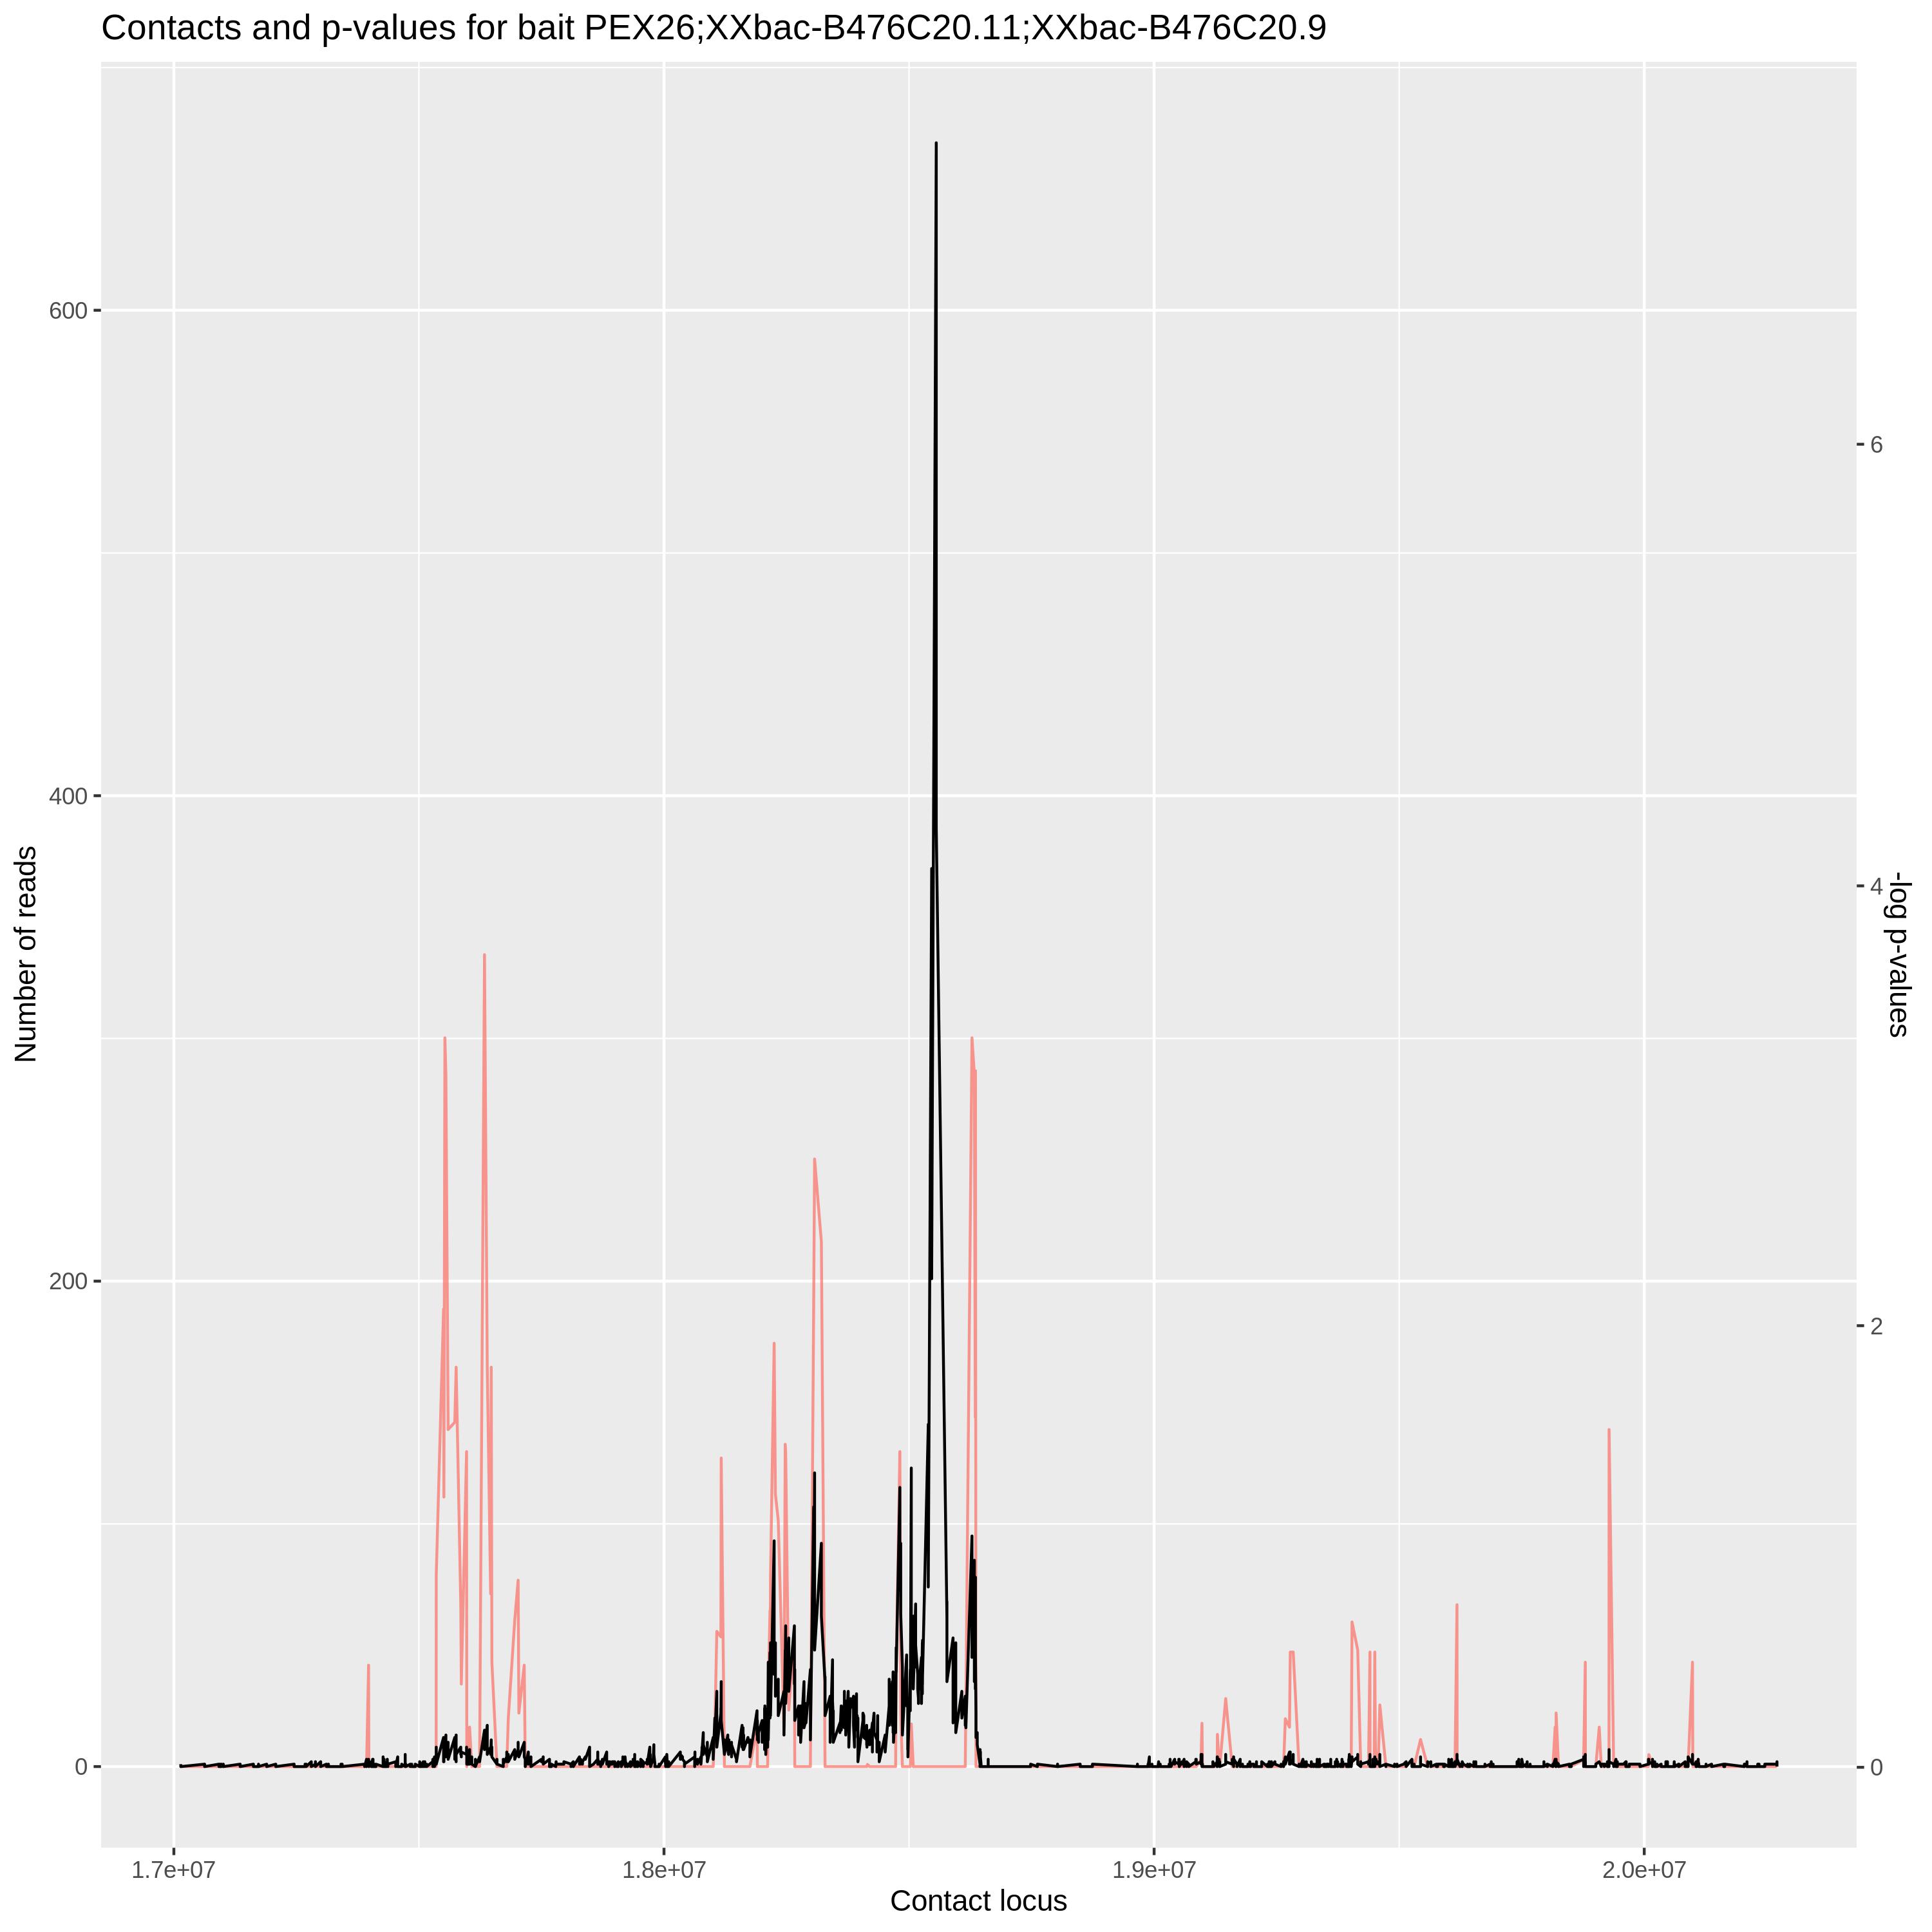 Contacts and p-values for bait PEX26;XXbac-B476C20.11;XXbac-B476C20.9
Number of reads
600
400
200
0
6
4
2
0
-log p-values
1.7e+07 1.8e+07 1.9e+07 2.0e+07
Contact locus